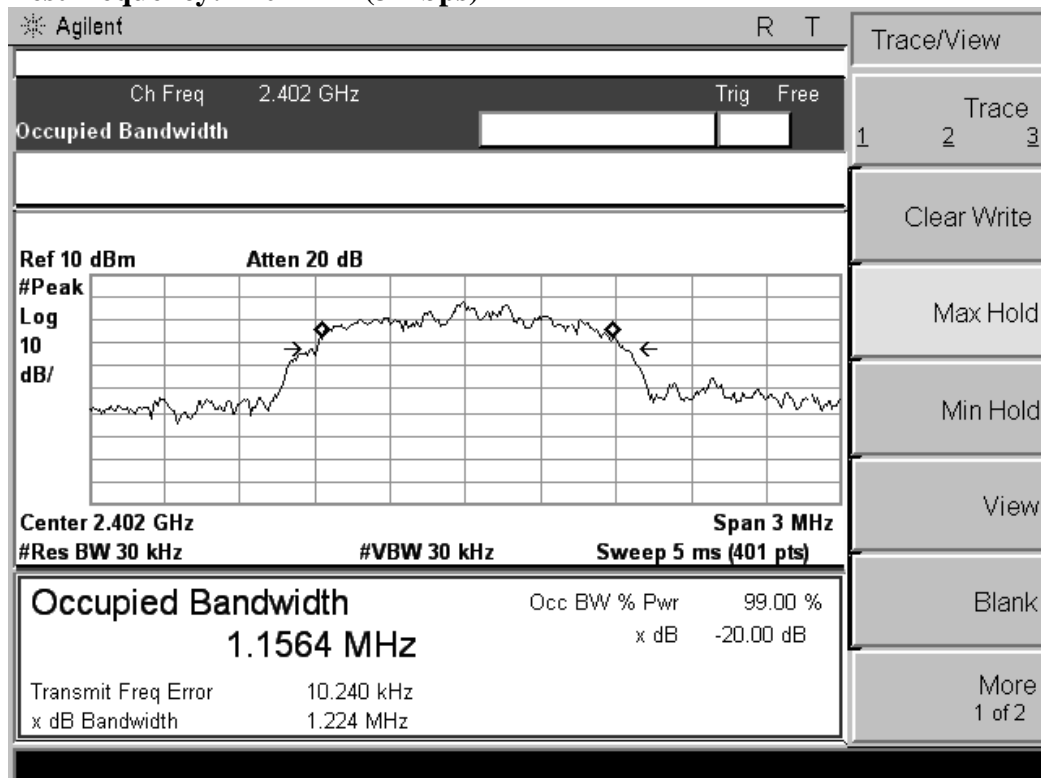 Agilent R T
Trace/View
Ch Freq 2.402 GHz Trig Free
Occupied Bandwidth
Trace
1 2 3
Clear Write
Ref 10 dBm Atten 20 dB
#Peak
Log
10
dB/
Max Hold
Min Hold
View
Center 2.402 GHz Span 3 MHz
#Res BW 30 kHz #VBW 30 kHz Sweep 5 ms (401 pts)
Occupied Bandwidth
1.1564 MHz
Occ BW % Pwr 99.00 %
x dB -20.00 dB
Transmit Freq Error 10.240 kHz
x dB Bandwidth 1.224 MHz
Blank
More
1 of 2